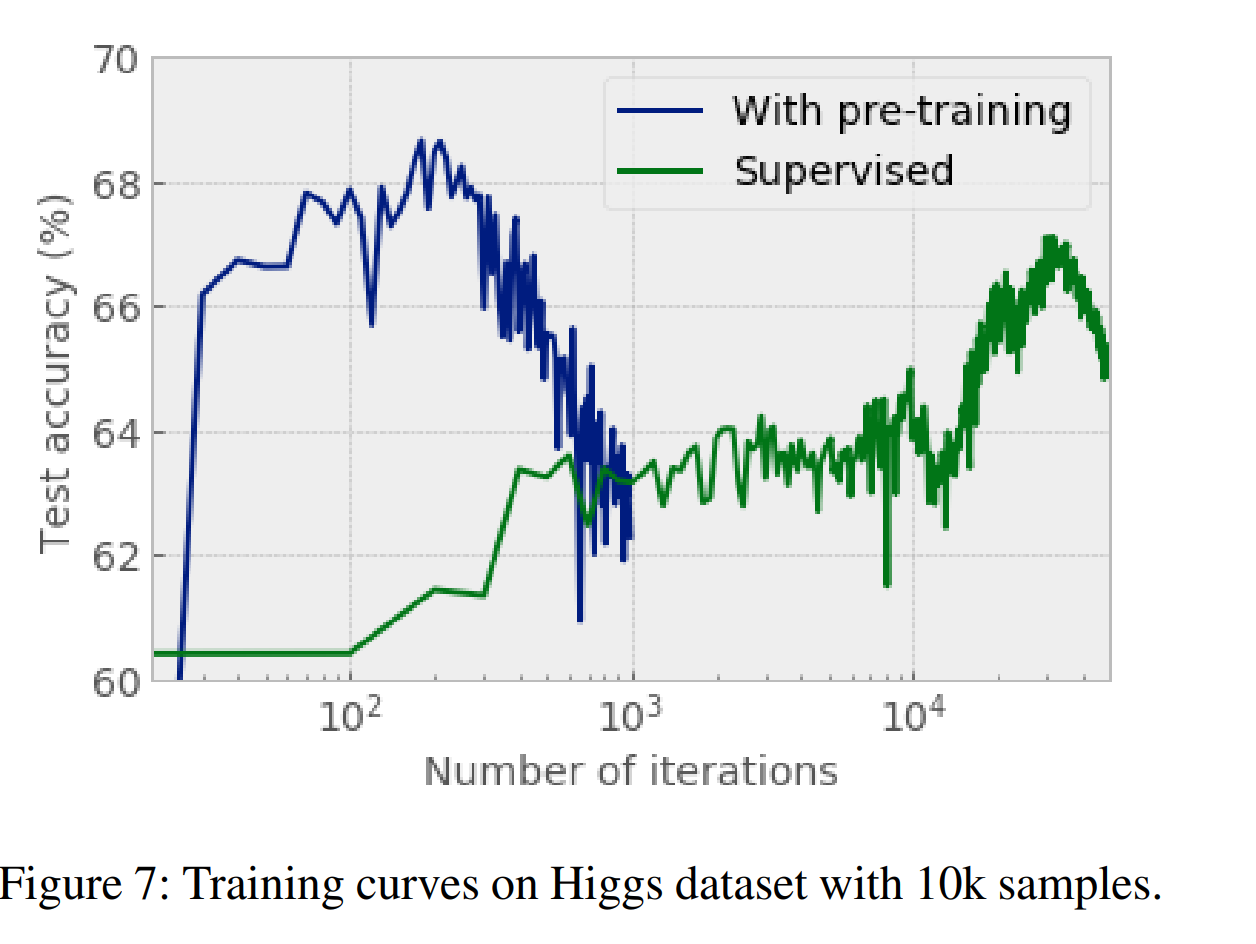 70
68
66
64
62
60
Test accuracy (%)
With pre-training
Supervised
10²
10³
10⁴
Number of iterations
Figure 7: Training curves on Higgs dataset with 10k samples.